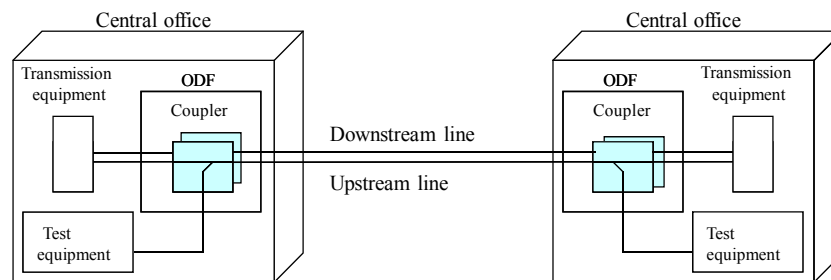 Central office
Central office
Transmission
equipment
ODF
Coupler
Downstream line
Upstream line
Test
equipment
ODF
Coupler
Transmission
equipment
Test
equipment